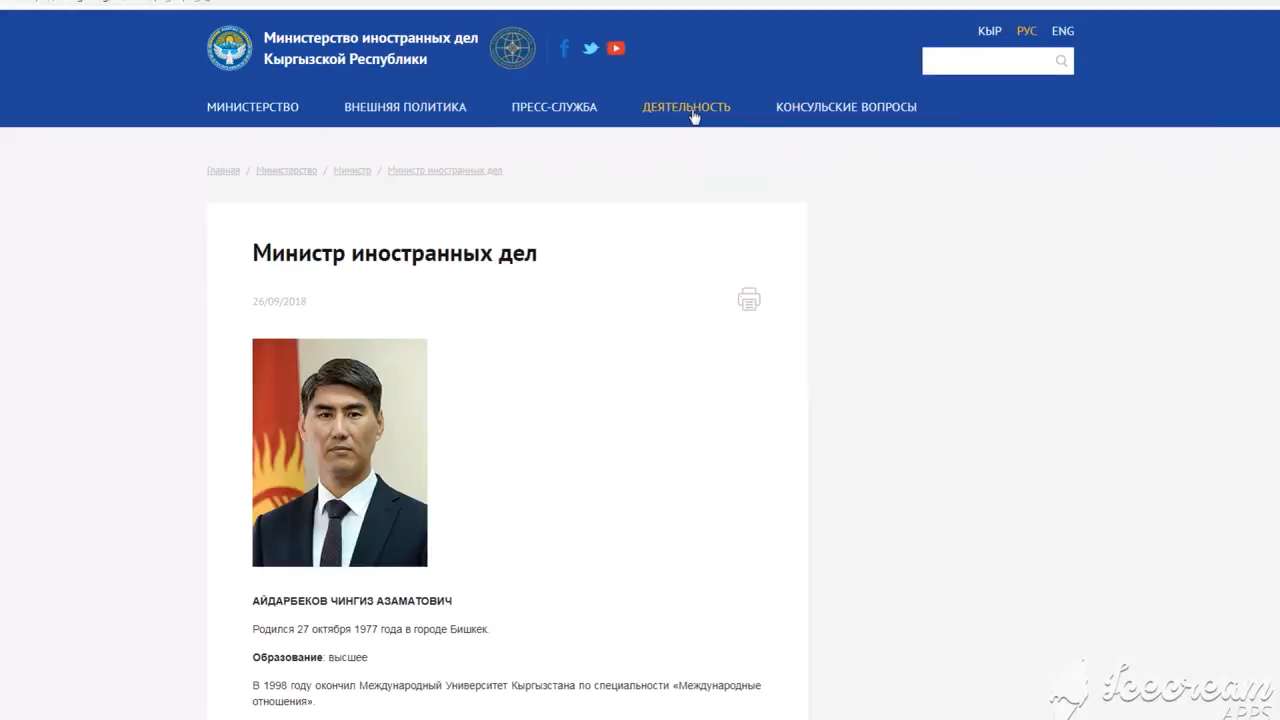 Министерство иностранных дел
Кыргызской Республики
КЫР РУС ENG
МИНИСТЕРСТВО ВНЕШНЯЯ ПОЛИТИКА ПРЕСС-СЛУЖБА ДЕЯТЕЛЬНОСТЬ КОНСУЛЬСКИЕ ВОПРОСЫ
Главная / Министерство / Министр / Министр иностранных дел
Министр иностранных дел
26/09/2018
АЙДАРБЕКОВ ЧИНГИЗ АЗАМАТОВИЧ
Родился 27 октября 1977 года в городе Бишкек.
Образование: высшее
В 1998 году окончил Международный Университет Кыргызстана по специальности «Международные
отношения».
Icecream
APPS